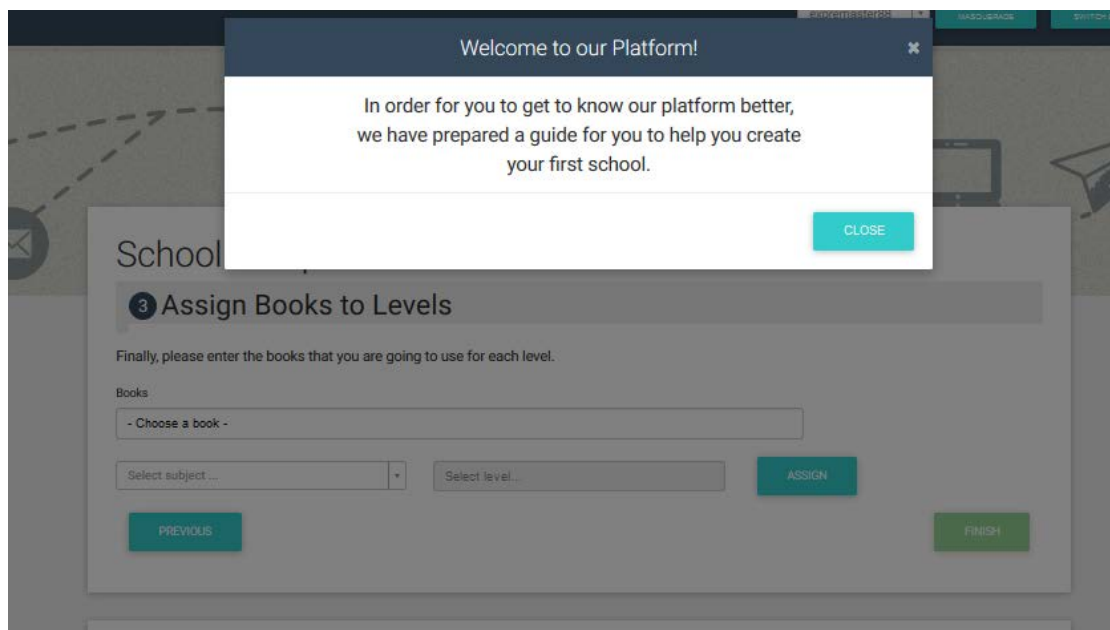 MASQUERADE
Welcome to our Platform!
In order for you to get to know our platform better,
we have prepared a guide for you to help you create
your first school.
CLOSE
School
3 Assign Books to Levels
Finally, please enter the books that you are going to use for each level.
Books
- Choose a book -
Select subject ...
Select level...
ASSIGN
PREVIOUS
FINISH